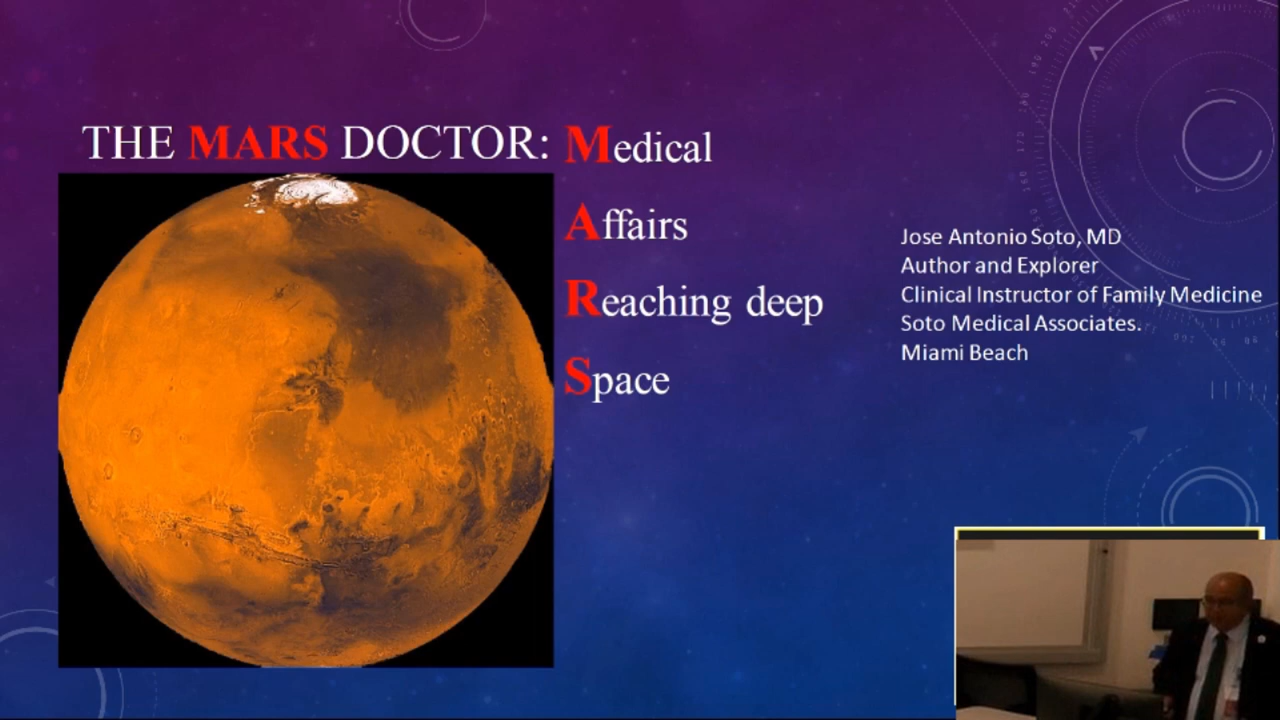 THE MARS DOCTOR: Medical
Affairs
Reaching deep
Space
Jose Antonio Soto, MD
Author and Explorer
Clinical Instructor of Family Medicine
Soto Medical Associates.
Miami Beach